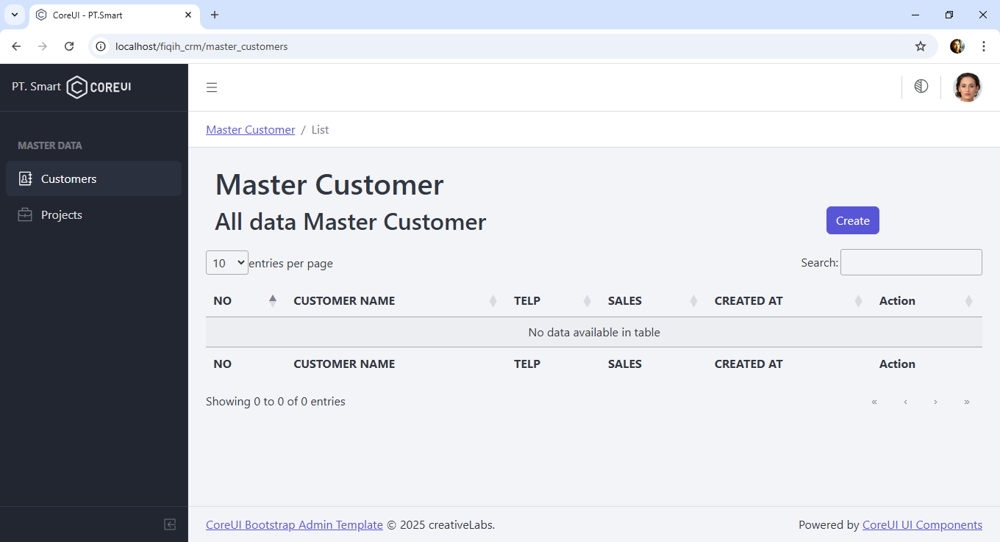 CoreUI - PT.Smart
localhost/fiqih_crm/master_customers
PT. Smart COREUI
Master Customer / List
MASTER DATA
Customers
Projects
Master Customer
All data Master Customer
Create
10 entries per page
Search:
NO CUSTOMER NAME TELP SALES CREATED AT Action
No data available in table
NO CUSTOMER NAME TELP SALES CREATED AT Action
Showing 0 to 0 of 0 entries
« ‹ › »
CoreUI Bootstrap Admin Template © 2025 creativeLabs.
Powered by CoreUI UI Components